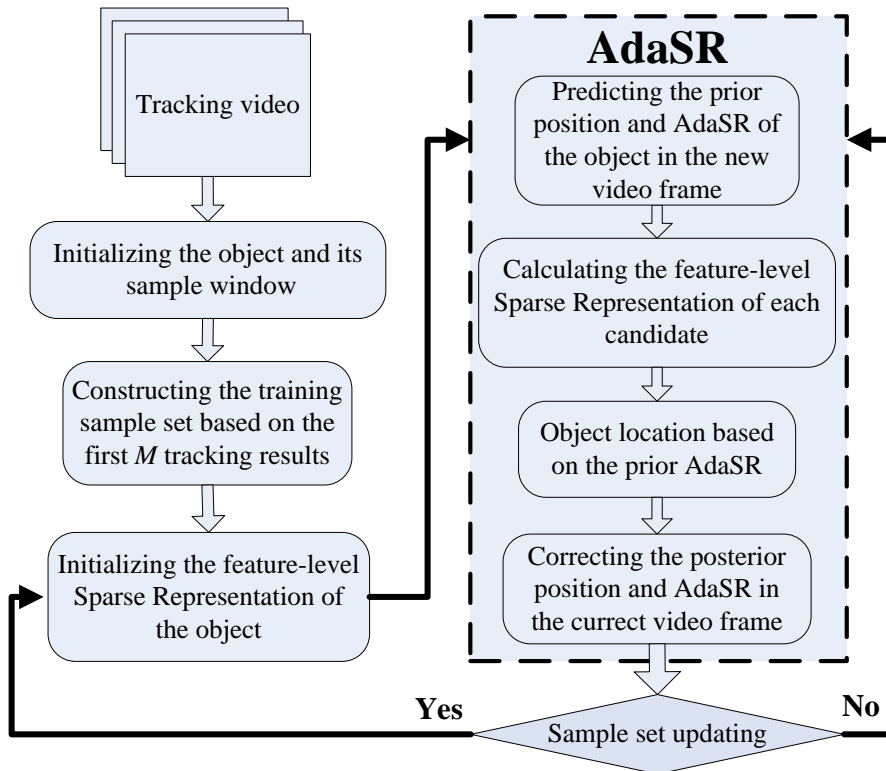 Tracking video
Initializing the object and its
sample window
Constructing the training
sample set based on the
first M tracking results
Initializing the feature-level
Sparse Representation of
the object
AdaSR
Predicting the prior
position and AdaSR of
the object in the new
video frame
Calculating the feature-level
Sparse Representation of each
candidate
Object location based
on the prior AdaSR
Correcting the posterior
position and AdaSR in
the currect video frame
Yes
Sample set updating
No